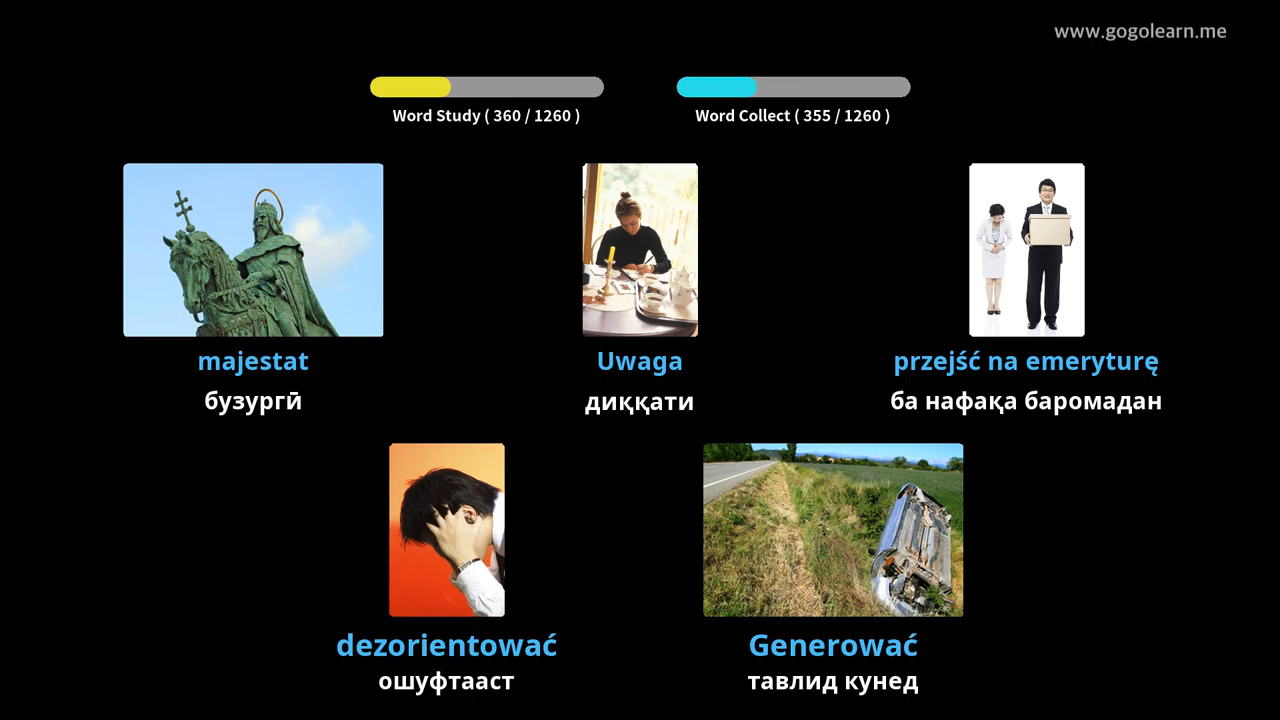 www.gogolearn.me
Word Study ( 360 / 1260 )
Word Collect ( 355 / 1260 )
majestat
Uwaga
przejść na emeryturę
бузургӣ
диққати
ба нафақа баромадан
dezorientować
Generować
ошуфтааст
тавлид кунед